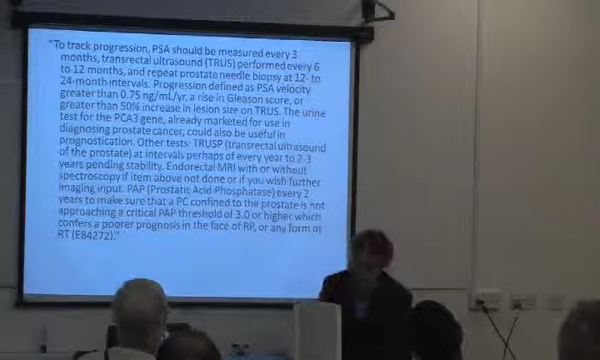 "To track progression, PSA should be measured every 3
months, transrectal ultrasound (TRUS) performed every 6
to 12 months, and repeat prostate needle biopsy at 12- to
24-month intervals. Progression defined as PSA velocity
greater than 0.75 ng/mL/yr, a rise in Gleason score, or
greater than 50% increase in lesion size on TRUS. The urine
test for the PCA3 gene, already marketed for use in
diagnosing prostate cancer, could also be useful in
prognostication. Other tests: TRUSP (transrectal ultrasound
of the prostate) at intervals perhaps of every year to 2-3
years pending stability. Endorectal MRI with or without
spectroscopy if item above not done or if you wish further
imaging input. PAP (Prostatic Acid Phosphatase) every 2
years to make sure that a PC confined to the prostate is not
approaching a critical PAP threshold of 3.0 or higher which
confers a poorer prognosis in the face of RP, or any form of
RT (E84272)."